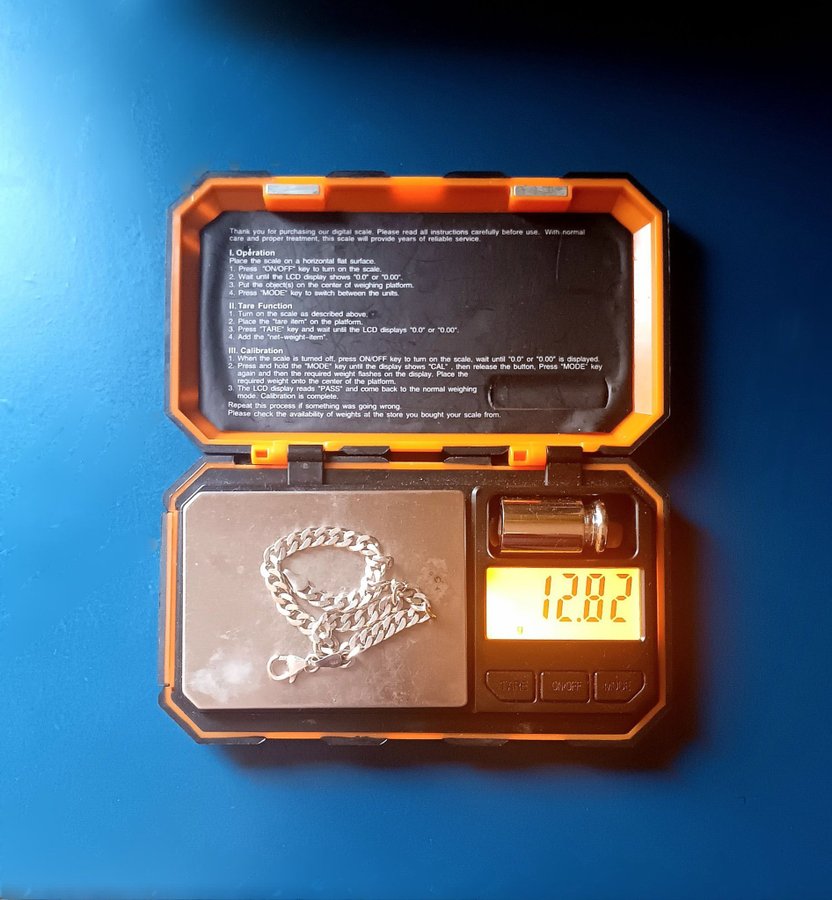 Thank you for purchasing our digital scale. Please read all instructions carefully before use. With normal
care and proper treatment, this scale will provide years of reliable service.
I. Operation
Place the scale on a horizontal flat surface.
1. Press "ON/OFF" key to turn on the scale.
2. Wait until the LCD display shows "0.0" or "0.00".
3. Put the object(s) on the center of weighing platform.
4. Press "MODE" key to switch between the units.
II. Tare Function
1. Turn on the scale as described above.
2. Place the "tare item" on the platform.
3. Press "TARE" key and wait until the LCD displays "0.0" or "0.00".
4. Add the "net-weight-item".
III. Calibration
1. When the scale is turned off, press ON/OFF key to turn on the scale, wait until "0.0" or "0.00" is displayed.
2. Press and hold the "MODE" key until the display shows "CAL" , then release the button, Press "MODE" key
again and then the required weight flashes on the display. Place the
required weight onto the center of the platform.
3. The LCD display reads "PASS" and come back to the normal weighing
mode. Calibration is complete.
Repeat this process if something was going wrong.
Please check the availability of weights at the store you bought your scale from.
12.82
g
TARE ON/OFF MODE